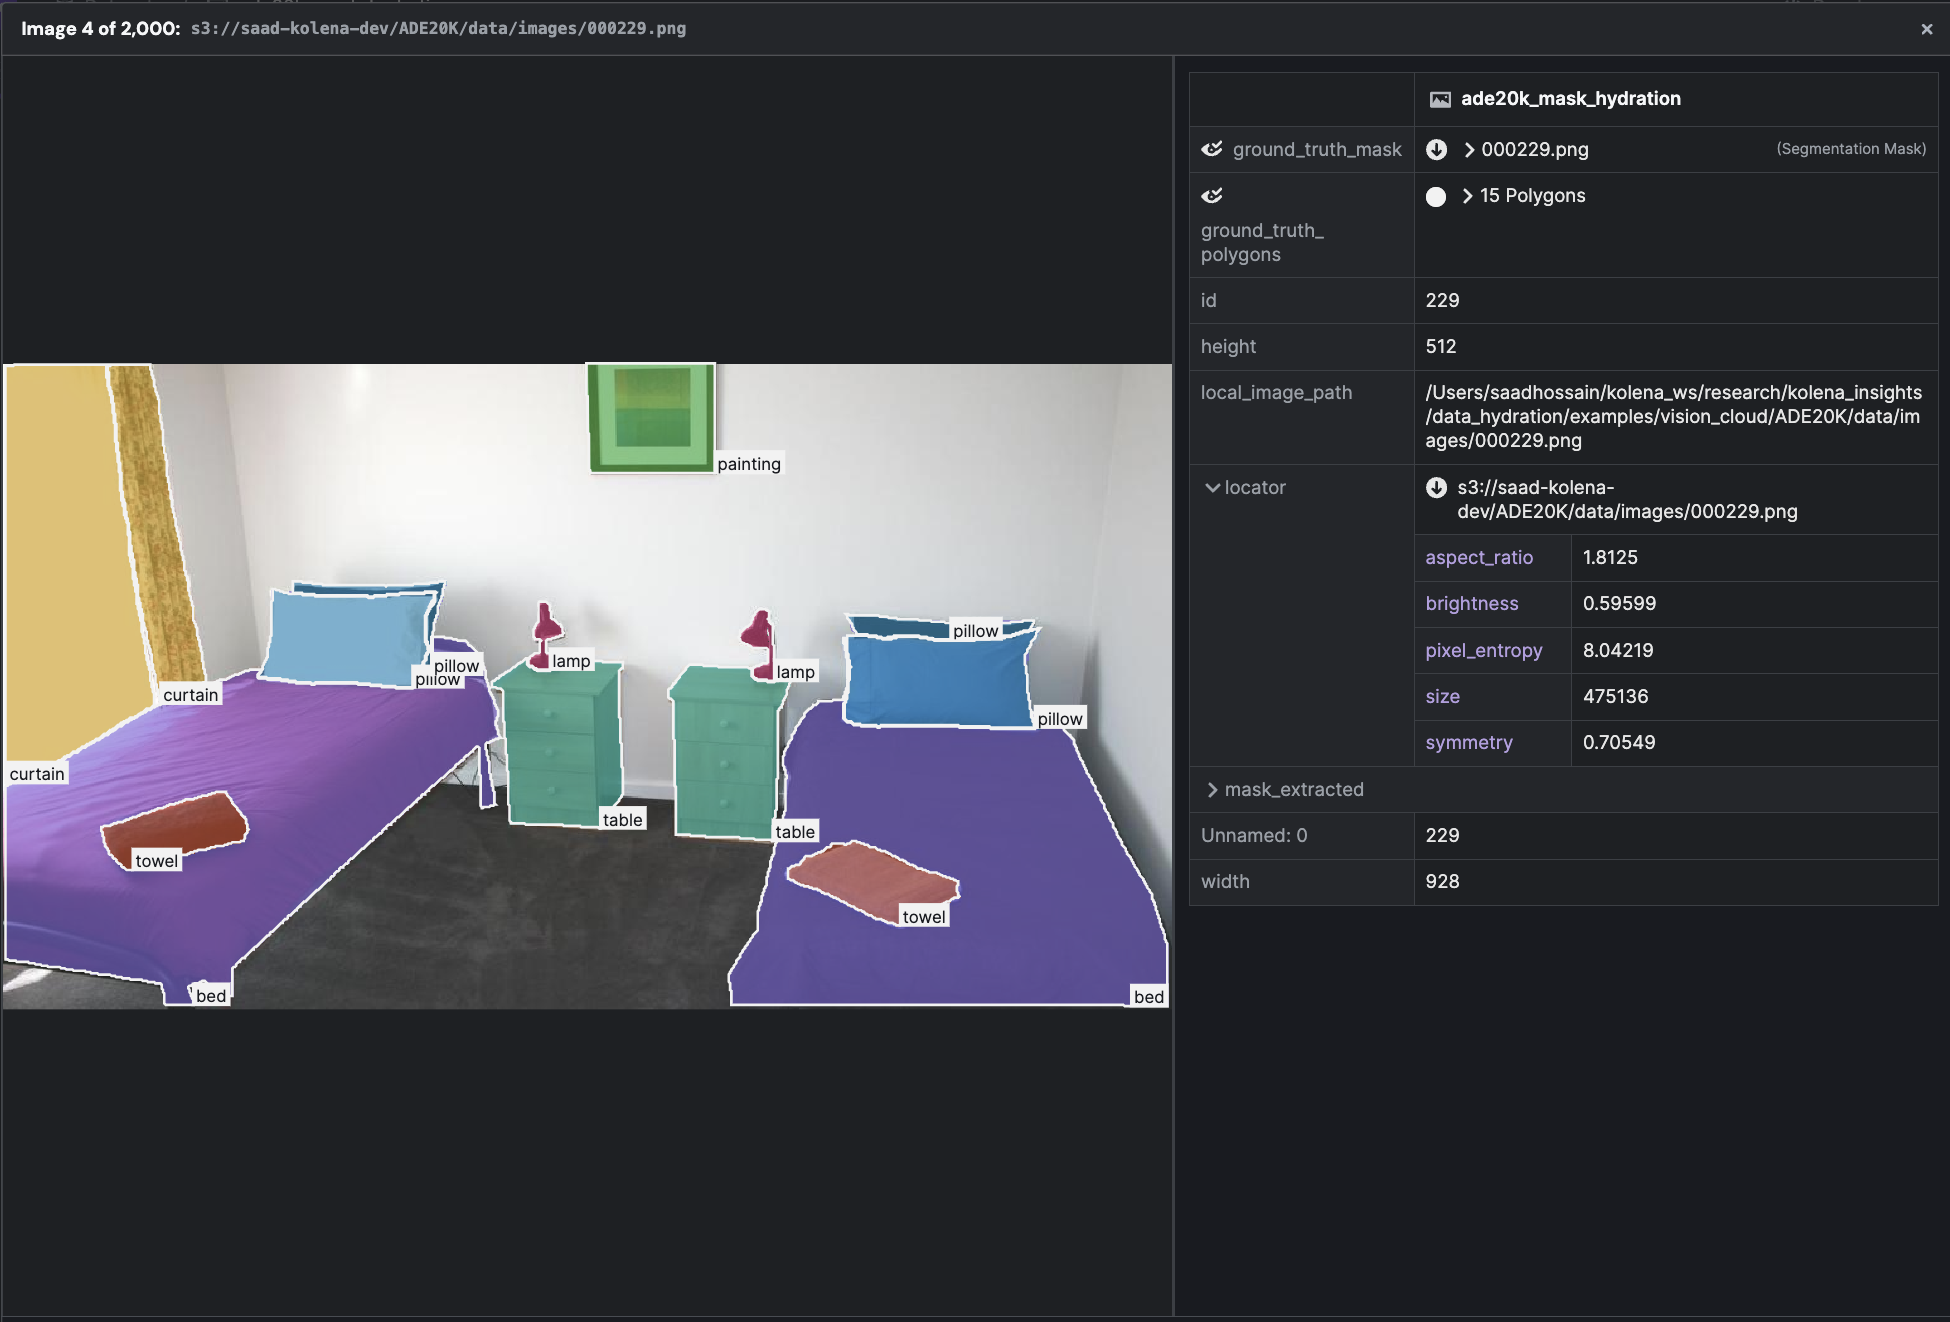 Image 4 of 2,000: s3://saad-kolena-dev/ADE20K/data/images/000229.png
×
ade20k_mask_hydration
ground_truth_mask
000229.png
(Segmentation Mask)
ground_truth_
polygons
15 Polygons
id
229
height
512
local_image_path
/Users/saadhossain/kolena_ws/research/kolena_insights
/data_hydration/examples/vision_cloud/ADE20K/data/im
ages/000229.png
locator
s3://saad-kolena-
dev/ADE20K/data/images/000229.png
aspect_ratio
1.8125
brightness
0.59599
pixel_entropy
8.04219
size
475136
symmetry
0.70549
mask_extracted
Unnamed: 0
229
width
928
painting
pillow
lamp
pillow
lamp
pillow
curtain
pillow
curtain
table
table
towel
towel
bed
bed